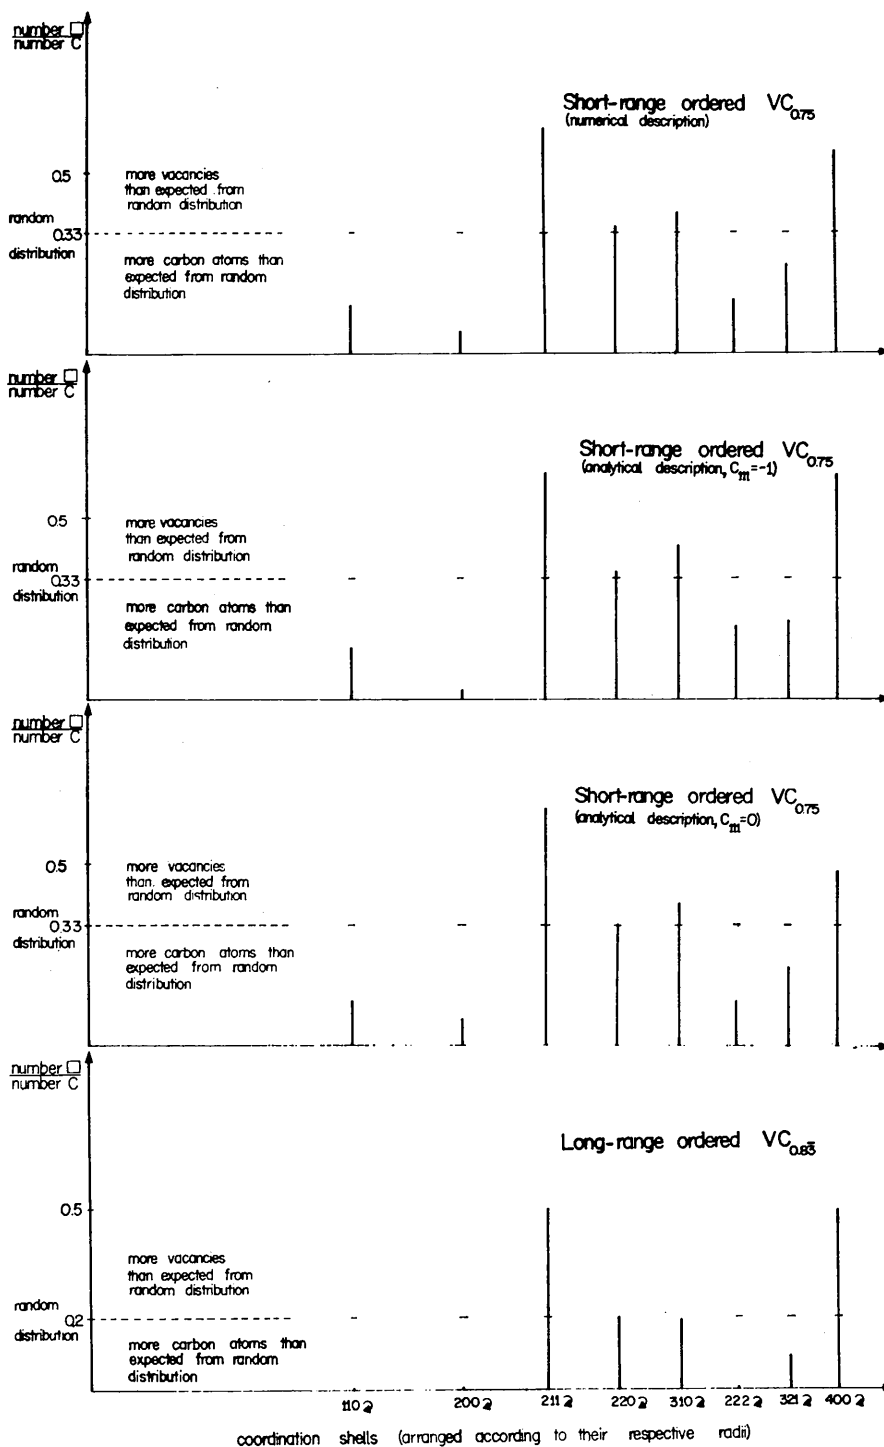 number □
number C
Short-range ordered VC0.75
(numerical description)
0.5
more vacancies
than expected from
random distribution
random
0.33
distribution
more carbon atoms than
expected from random
distribution
number □
number C
Short-range ordered VC0.75
(analytical description, Cm=-1)
0.5
more vacancies
than expected from
random distribution
random
0.33
distribution
more carbon atoms than
expected from random
distribution
number □
number C
Short-range ordered VC0.75
(analytical description, Cm=0)
0.5
more vacancies
than expected from
random distribution
random
0.33
distribution
more carbon atoms than
expected from random
distribution
number □
number C
Long-range ordered VC0.83
0.5
more vacancies
than expected from
random distribution
random
0.2
distribution
more carbon atoms than
expected from random
distribution
110 2 200 2 211 2 220 2 310 2 222 2 321 2 400 2
coordination shells (arranged according to their respective radii)